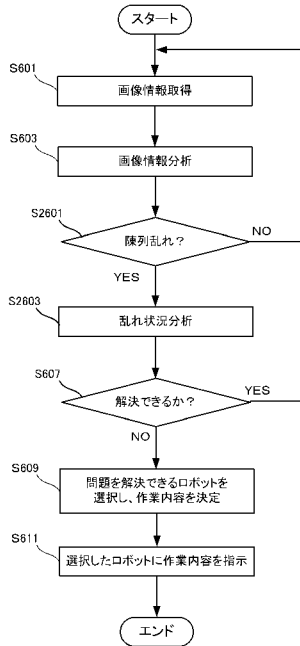 スタート
S601
画像情報取得
S603
画像情報分析
S2601
陳列乱れ？
NO
YES
S2603
乱れ状況分析
S607
解決できるか？
YES
NO
S609
問題を解決できるロボットを
選択し、作業内容を決定
S611
選択したロボットに作業内容を指示
エンド